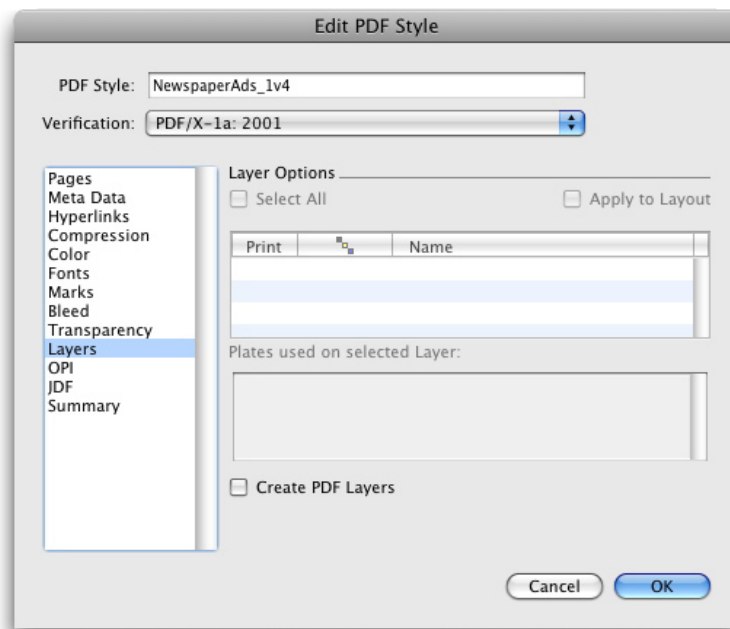 Edit PDF Style
PDF Style: NewspaperAds_1v4
Verification: PDF/X-1a: 2001
Pages
Meta Data
Hyperlinks
Compression
Color
Fonts
Marks
Bleed
Transparency
Layers
OPI
JDF
Summary
Layer Options
Select All Apply to Layout
Print Name
Plates used on selected Layer:
Create PDF Layers
Cancel OK